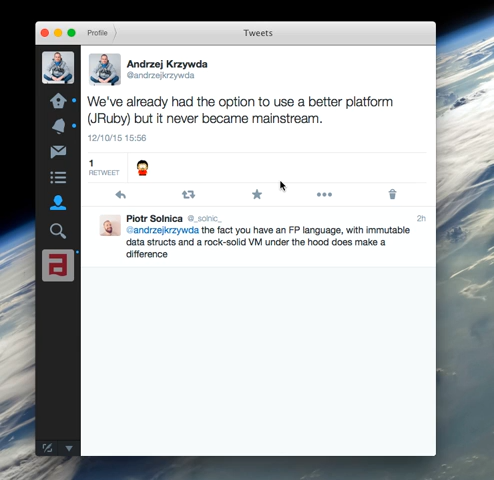 Profile
Tweets
Andrzej Krzywda
@andrzejkrzywda
We've already had the option to use a better platform
(JRuby) but it never became mainstream.
12/10/15 15:56
1
RETWEET
Piotr Solnica @_solnic_ 2h
@andrzejkrzywda the fact you have an FP language, with immutable
data structs and a rock-solid VM under the hood does make a
difference
a